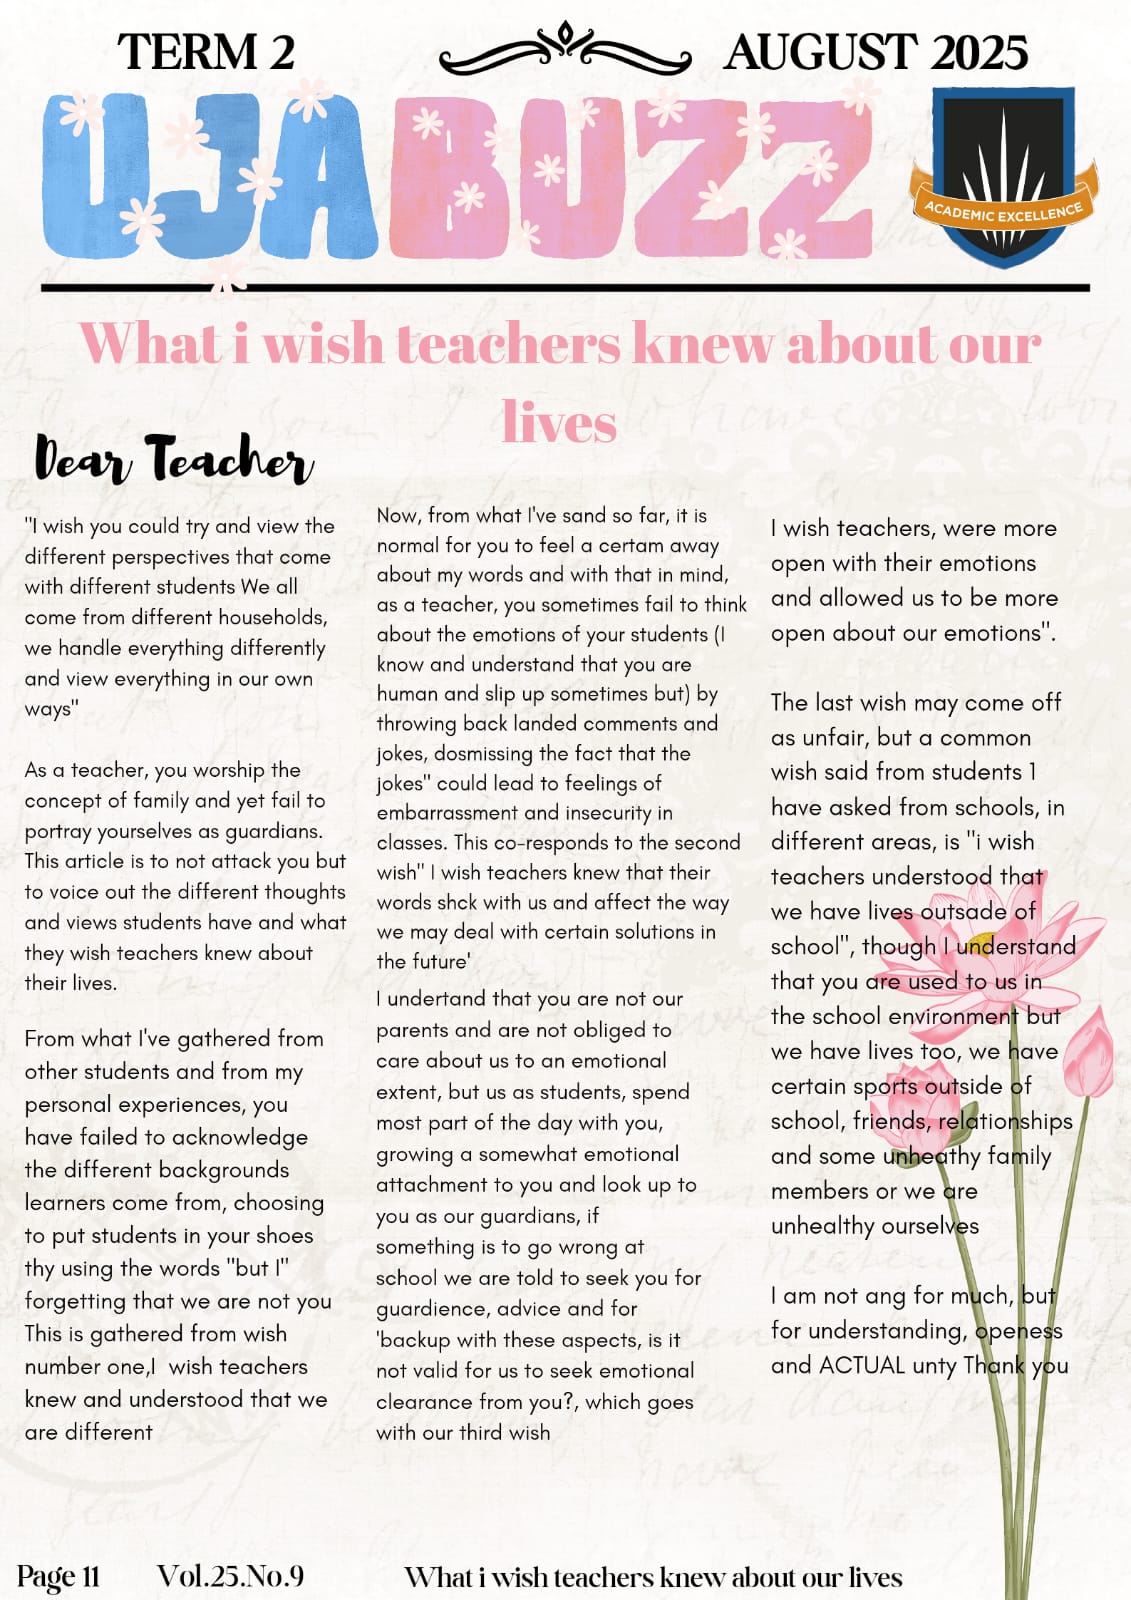 TERM 2
AUGUST 2025
UJABUZZ
ACADEMIC EXCELLENCE
What i wish teachers knew about our
lives
Dear Teacher
"I wish you could try and view the
different perspectives that come
with different students We all
come from different households,
we handle everything differently
and view everything in our own
ways"
As a teacher, you worship the
concept of family and yet fail to
portray yourselves as guardians.
This article is to not attack you but
to voice out the different thoughts
and views students have and what
they wish teachers knew about
their lives.
From what I've gathered from
other students and from my
personal experiences, you
have failed to acknowledge
the different backgrounds
learners come from, choosing
to put students in your shoes
thy using the words "but I"
forgetting that we are not you
This is gathered from wish
number one,I wish teachers
knew and understood that we
are different
Now, from what I've sand so far, it is
normal for you to feel a certam away
about my words and with that in mind,
as a teacher, you sometimes fail to think
about the emotions of your students (I
know and understand that you are
human and slip up sometimes but) by
throwing back landed comments and
jokes, dosmissing the fact that the
jokes" could lead to feelings of
embarrassment and insecurity in
classes. This co-responds to the second
wish" I wish teachers knew that their
words shck with us and affect the way
we may deal with certain solutions in
the future'
I undertand that you are not our
parents and are not obliged to
care about us to an emotional
extent, but us as students, spend
most part of the day with you,
growing a somewhat emotional
attachment to you and look up to
you as our guardians, if
something is to go wrong at
school we are told to seek you for
guardience, advice and for
'backup with these aspects, is it
not valid for us to seek emotional
clearance from you?, which goes
with our third wish
I wish teachers, were more
open with their emotions
and allowed us to be more
open about our emotions".
The last wish may come off
as unfair, but a common
wish said from students 1
have asked from schools, in
different areas, is "i wish
teachers understood that
we have lives outsade of
school", though I understand
that you are used to us in
the school environment but
we have lives too, we have
certain sports outside of
school, friends, relationships
and some unheathy family
members or we are
unhealthy ourselves
I am not ang for much, but
for understanding, openess
and ACTUAL unty Thank you
Page 11
Vol.25.No.9
What i wish teachers knew about our lives